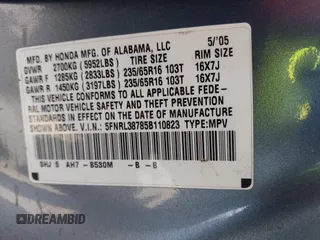 MFD. BY HONDA MFG. OF ALABAMA, LLC 5/'05
GVWR 2700KG (5952LBS) TIRE SIZE RIM SIZE
GAWR F 1285KG (2833LBS) 235/65R16 103T 16X7J
GAWR R 1450KG (3197LBS) 235/65R16 103T 16X7J
THIS VEHICLE CONFORMS TO ALL APPLICABLE FEDE-
RAL MOTOR VEHICLE SAFETY AND THEFT PREVENTION
STANDARDS IN EFFECT ON THE DATE OF MANUFACTURE
SHOWN ABOVE. V.I.N.: 5FNRL38785B110823 TYPE:MPV
SHJ S AH7 - B530M - B - B
DREAMBID